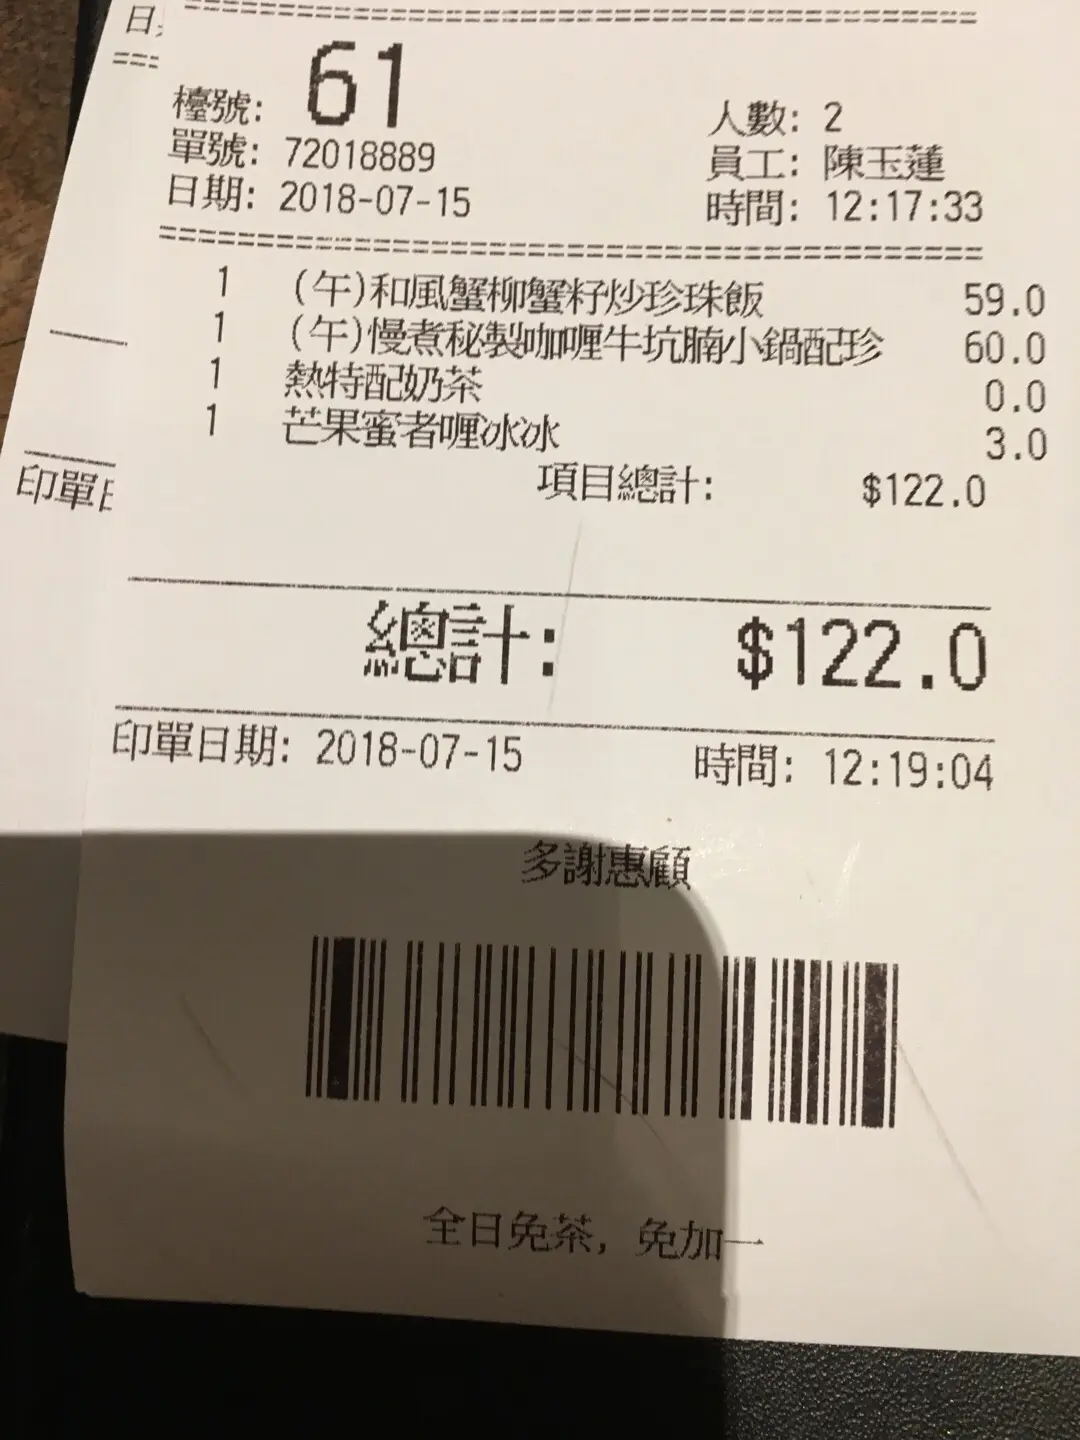 檯號: 61 人數: 2
單號: 72018889 員工: 陳玉蓮
日期: 2018-07-15 時間: 12:17:33
1 (午)和風蟹柳蟹籽炒珍珠飯 59.0
1 (午)慢煮秘製咖喱牛坑腩小鍋配珍 60.0
1 熱特配奶茶 0.0
1 芒果蜜者喱冰冰 3.0
項目總計: $122.0
總計: $122.0
印單日期: 2018-07-15 時間: 12:19:04
多謝惠顧
全日免茶, 免加一
印單日